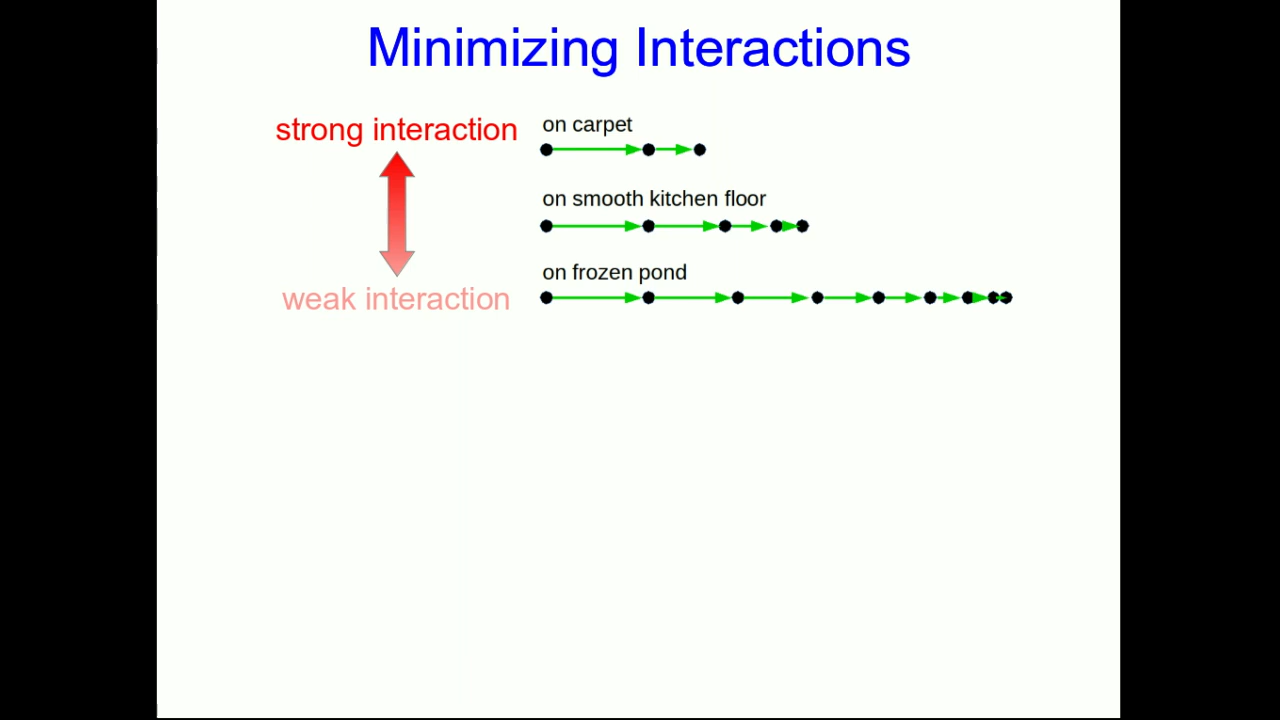 Minimizing Interactions
strong interaction
on carpet
on smooth kitchen floor
on frozen pond
weak interaction